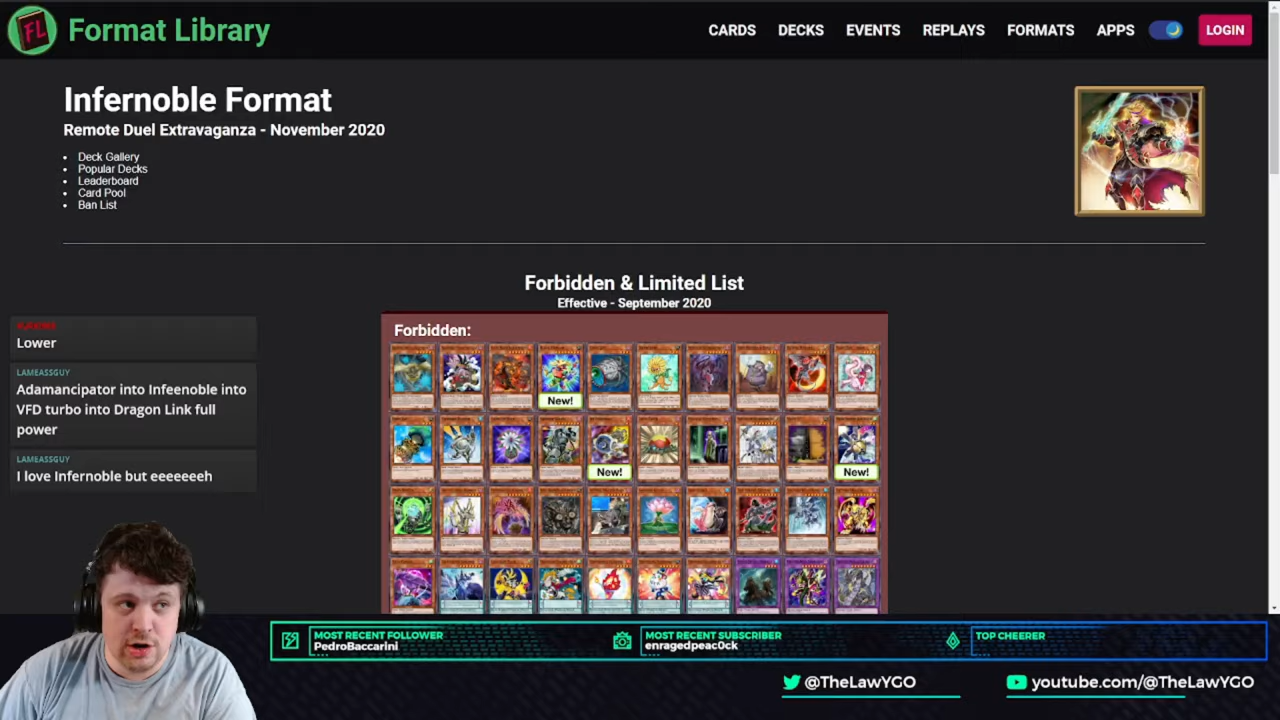 FL Format Library
CARDS DECKS EVENTS REPLAYS FORMATS APPS LOGIN
Infernoble Format
Remote Duel Extravaganza - November 2020
Deck Gallery
Popular Decks
Leaderboard
Card Pool
Ban List
Forbidden & Limited List
Effective - September 2020
Forbidden:
New!
New!
New!
Lower
LAMEASSGUY
Adamancipator into Infeenoble into
VFD turbo into Dragon Link full
power
LAMEASSGUY
I love Infernoble but eeeeeeh
MOST RECENT FOLLOWER
PedroBaccarini
MOST RECENT SUBSCRIBER
enragedpeac0ck
TOP CHEERER
@TheLawYGO
youtube.com/@TheLawYGO